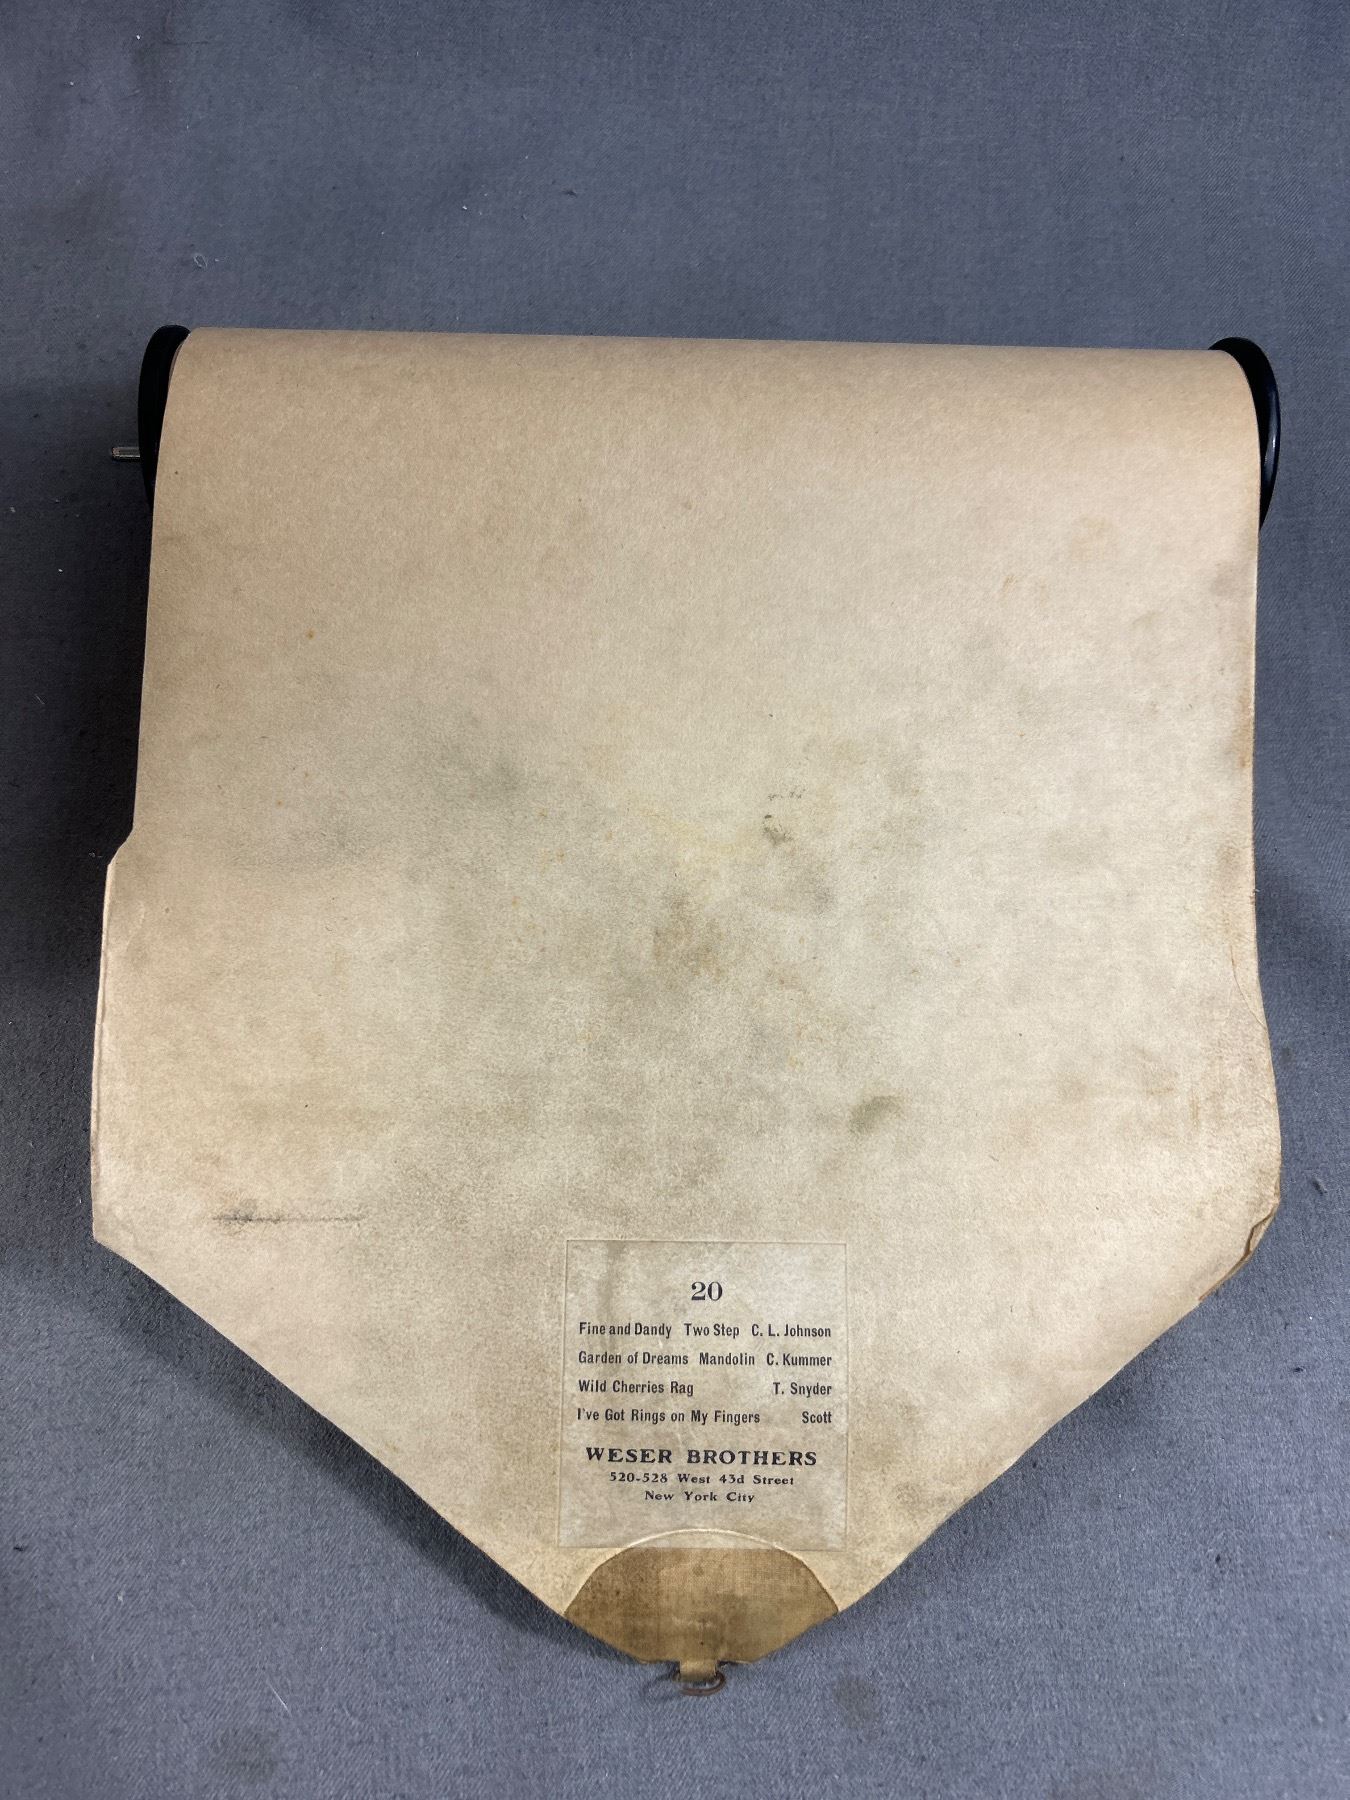 20
Fine and Dandy Two Step C. L. Johnson
Garden of Dreams Mandolin C. Kummer
Wild Cherries Rag T. Snyder
I've Got Rings on My Fingers Scott
WESER BROTHERS
520-528 West 43d Street
New York City